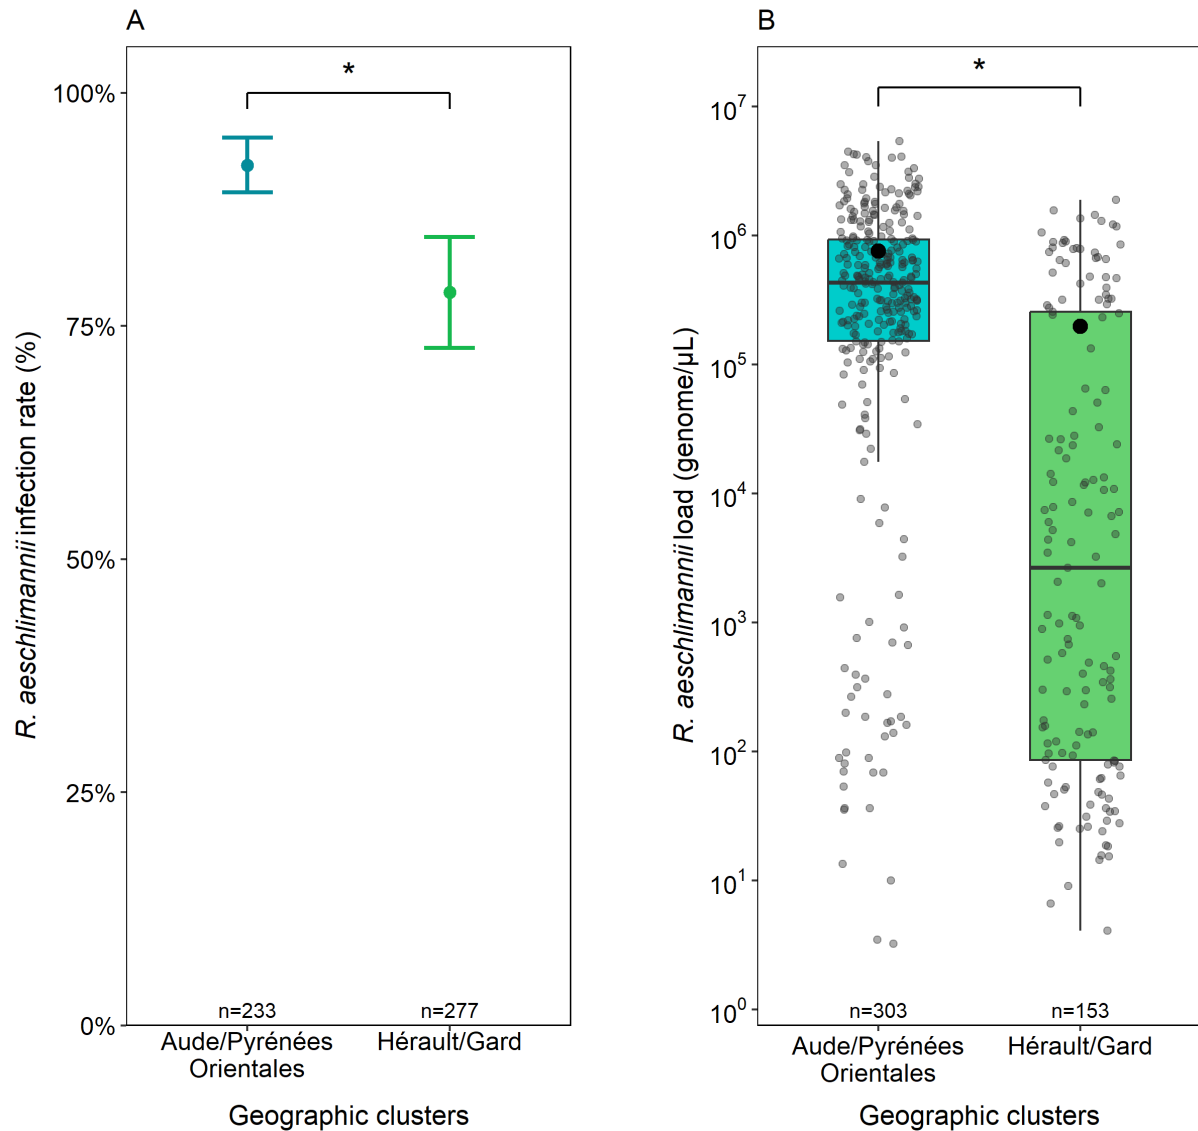 A
*
100%
75%
50%
25%
0%
R. aeschlimannii infection rate (%)
n=233
n=277
Aude/Pyrénées
Orientales
Hérault/Gard
Geographic clusters
B
*
10⁷
10⁶
10⁵
10⁴
10³
10²
10¹
10⁰
R. aeschlimannii load (genome/µL)
n=303
n=153
Aude/Pyrénées
Orientales
Hérault/Gard
Geographic clusters